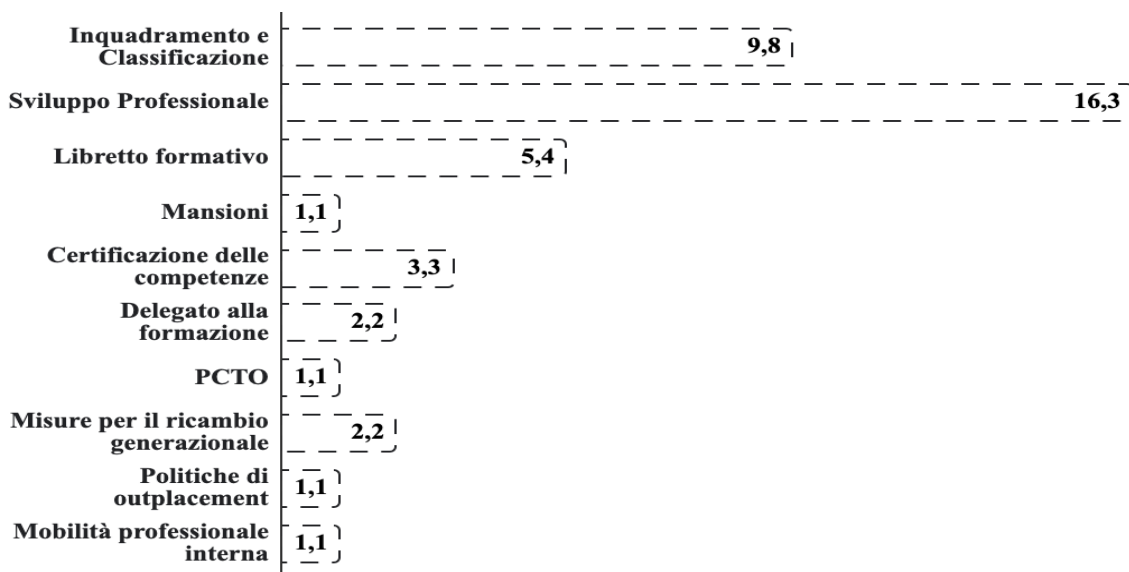 Inquadramento e
Classificazione
9,8
Sviluppo Professionale
16,3
Libretto formativo
5,4
Mansioni
1,1
Certificazione delle
competenze
3,3
Delegato alla
formazione
2,2
PCTO
1,1
Misure per il ricambio
generazionale
2,2
Politiche di
outplacement
1,1
Mobilità professionale
interna
1,1